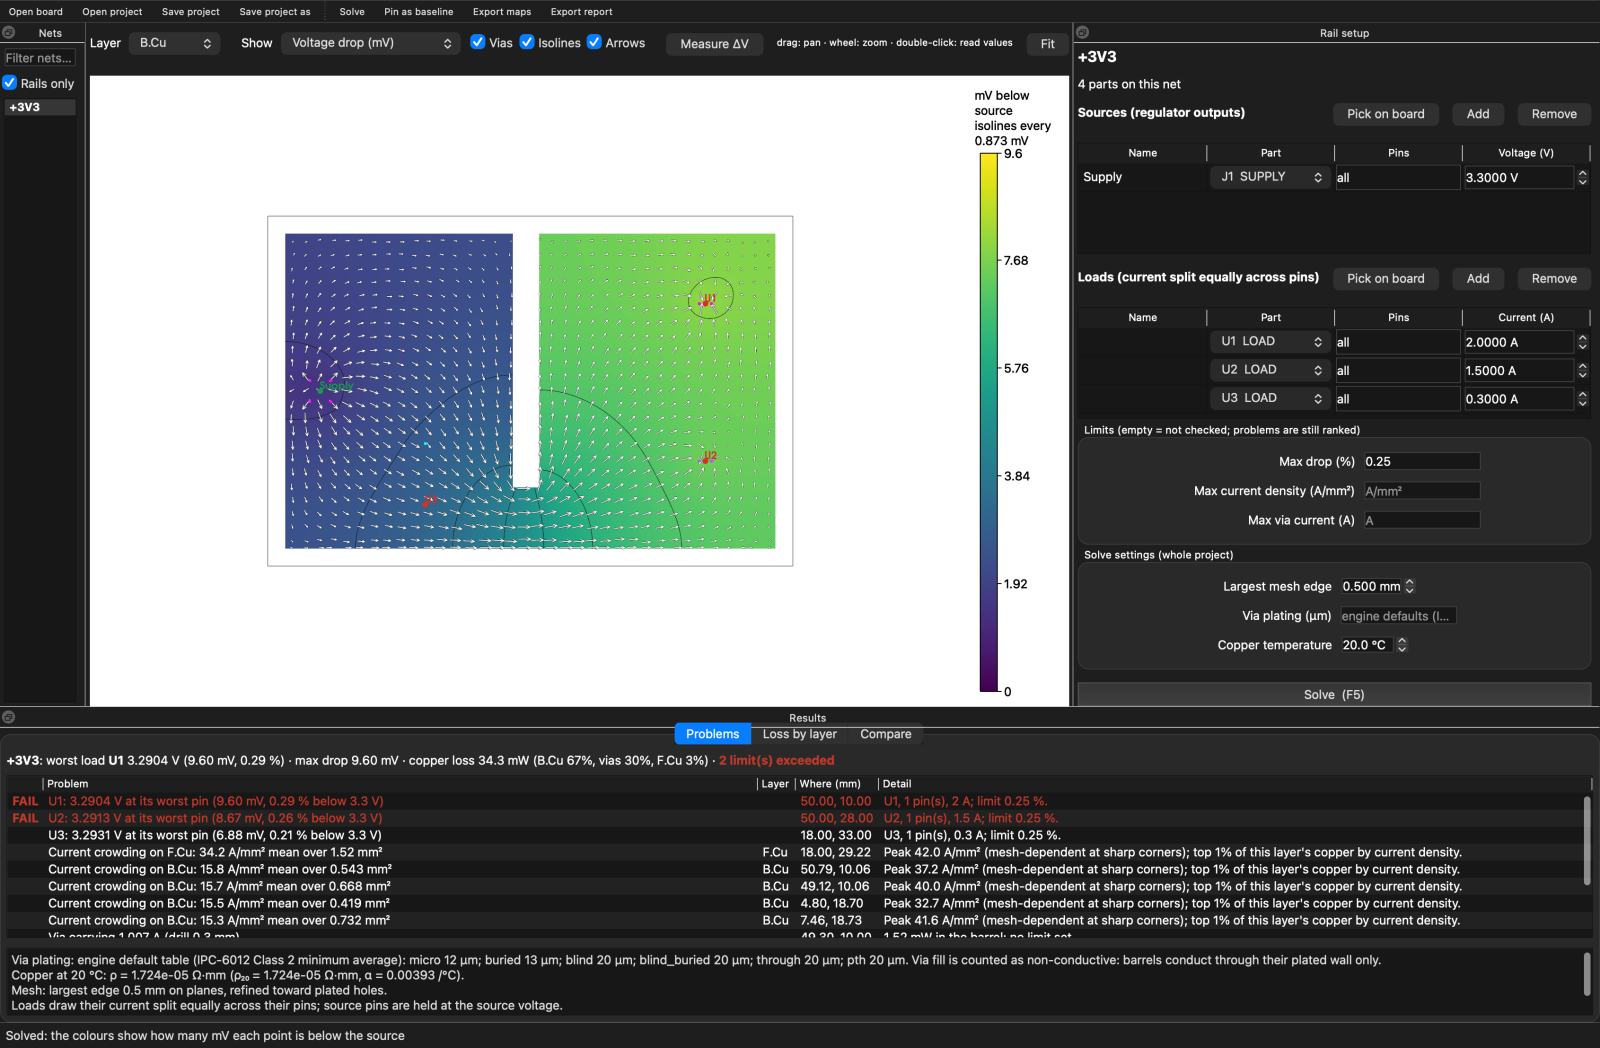 Open board Open project Save project Save project as Solve Pin as baseline Export maps Export report
Nets
Filter nets...
Rails only
+3V3
Layer B.Cu Show Voltage drop (mV) Vias Isolines Arrows Measure ΔV drag: pan · wheel: zoom · double-click: read values Fit
mV below
source
isolines every
0.873 mV
9.6
7.68
5.76
3.84
1.92
0
U1
Supply
U2
Rail setup
+3V3
4 parts on this net
Sources (regulator outputs) Pick on board Add Remove
Name Part Pins Voltage (V)
Supply J1 SUPPLY all 3.3000 V
Loads (current split equally across pins) Pick on board Add Remove
Name Part Pins Current (A)
U1 LOAD all 2.0000 A
U2 LOAD all 1.5000 A
U3 LOAD all 0.3000 A
Limits (empty = not checked; problems are still ranked)
Max drop (%) 0.25
Max current density (A/mm²) A/mm²
Max via current (A) A
Solve settings (whole project)
Largest mesh edge 0.500 mm
Via plating (µm) engine defaults (I...
Copper temperature 20.0 °C
Solve (F5)
Results
Problems Loss by layer Compare
+3V3: worst load U1 3.2904 V (9.60 mV, 0.29 %) · max drop 9.60 mV · copper loss 34.3 mW (B.Cu 67%, vias 30%, F.Cu 3%) · 2 limit(s) exceeded
Problem Layer Where (mm) Detail
FAIL U1: 3.2904 V at its worst pin (9.60 mV, 0.29 % below 3.3 V) 50.00, 10.00 U1, 1 pin(s), 2 A; limit 0.25 %.
FAIL U2: 3.2913 V at its worst pin (8.67 mV, 0.26 % below 3.3 V) 50.00, 28.00 U2, 1 pin(s), 1.5 A; limit 0.25 %.
U3: 3.2931 V at its worst pin (6.88 mV, 0.21 % below 3.3 V) 18.00, 33.00 U3, 1 pin(s), 0.3 A; limit 0.25 %.
Current crowding on F.Cu: 34.2 A/mm² mean over 1.52 mm² F.Cu 18.00, 29.22 Peak 42.0 A/mm² (mesh-dependent at sharp corners); top 1% of this layer's copper by current density.
Current crowding on B.Cu: 15.8 A/mm² mean over 0.543 mm² B.Cu 50.79, 10.06 Peak 37.2 A/mm² (mesh-dependent at sharp corners); top 1% of this layer's copper by current density.
Current crowding on B.Cu: 15.7 A/mm² mean over 0.668 mm² B.Cu 49.12, 10.06 Peak 40.0 A/mm² (mesh-dependent at sharp corners); top 1% of this layer's copper by current density.
Current crowding on B.Cu: 15.5 A/mm² mean over 0.419 mm² B.Cu 4.80, 18.70 Peak 32.7 A/mm² (mesh-dependent at sharp corners); top 1% of this layer's copper by current density.
Current crowding on B.Cu: 15.3 A/mm² mean over 0.732 mm² B.Cu 7.46, 18.73 Peak 41.6 A/mm² (mesh-dependent at sharp corners); top 1% of this layer's copper by current density.
Via carrying 1.007 A (drill 0.3 mm) 49.30, 10.00 1.52 mW in the barrel; no limit set.
Via plating: engine default table (IPC-6012 Class 2 minimum average): micro 12 µm; buried 13 µm; blind 20 µm; blind_buried 20 µm; through 20 µm; pth 20 µm. Via fill is counted as non-conductive: barrels conduct through their plated wall only.
Copper at 20 °C: ρ = 1.724e-05 Ω·mm (ρ₂₀ = 1.724e-05 Ω·mm, α = 0.00393 /°C).
Mesh: largest edge 0.5 mm on planes, refined toward plated holes.
Loads draw their current split equally across their pins; source pins are held at the source voltage.
Solved: the colours show how many mV each point is below the source